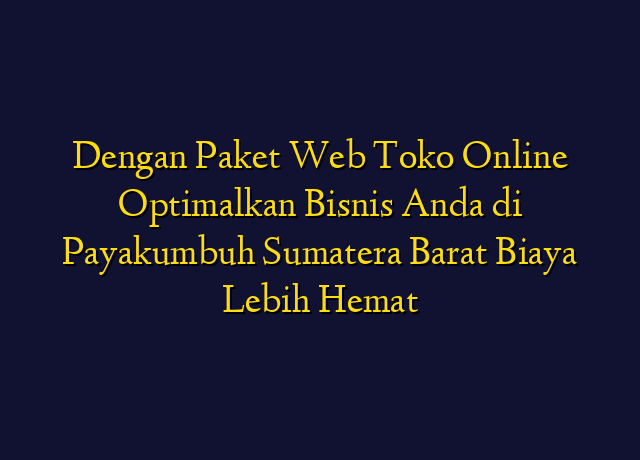 Dengan Paket Web Toko Online
Optimalkan Bisnis Anda di
Payakumbuh Sumatera Barat Biaya
Lebih Hemat